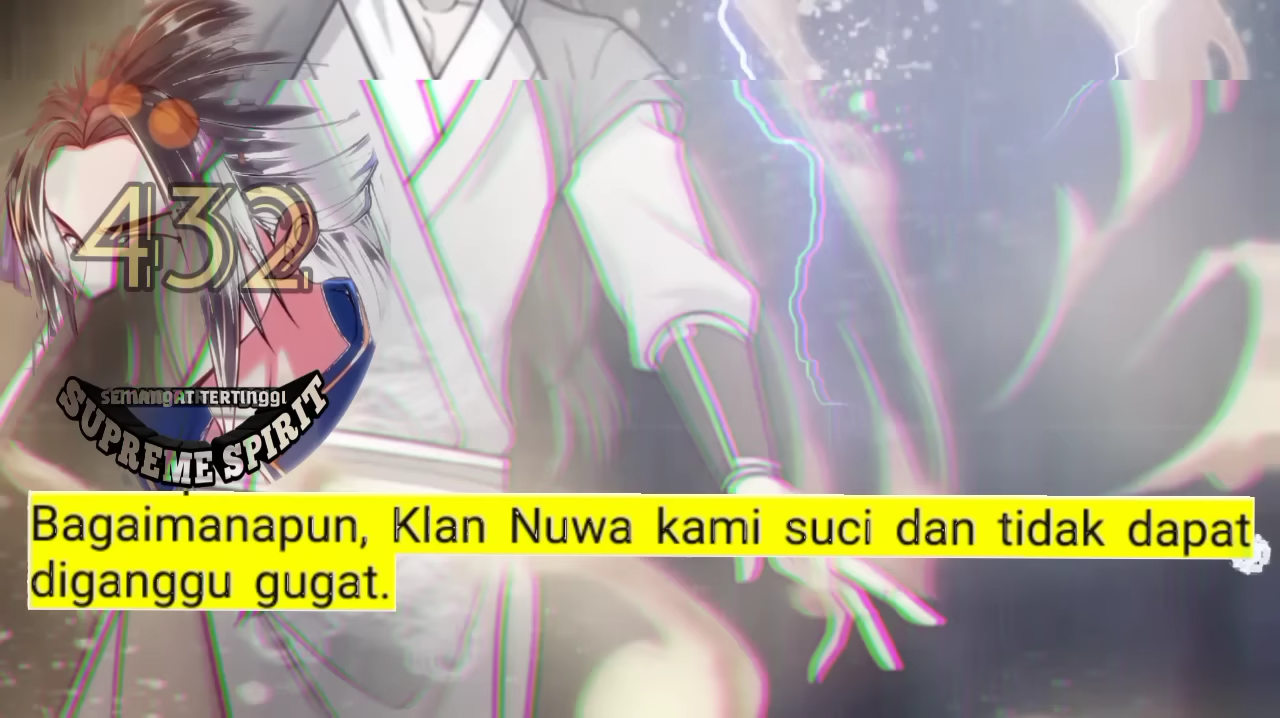 432
SEMANGAT TERTINGGI
SUPREME SPIRIT
Bagaimanapun, Klan Nuwa kami suci dan tidak dapat
diganggu gugat.